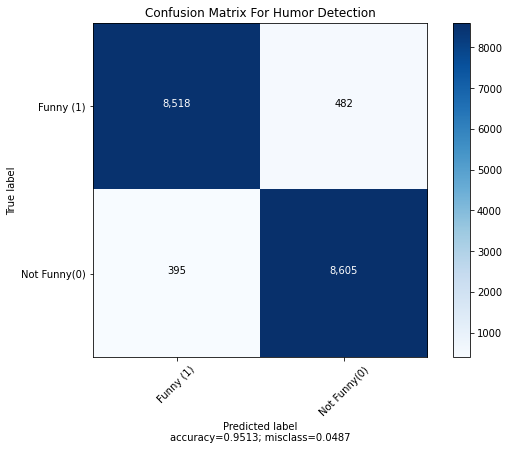 Confusion Matrix For Humor Detection
True label
Funny (1)
8,518
482
Not Funny(0)
395
8,605
Funny (1)
Not Funny(0)
Predicted label
accuracy=0.9513; misclass=0.0487
8000
7000
6000
5000
4000
3000
2000
1000